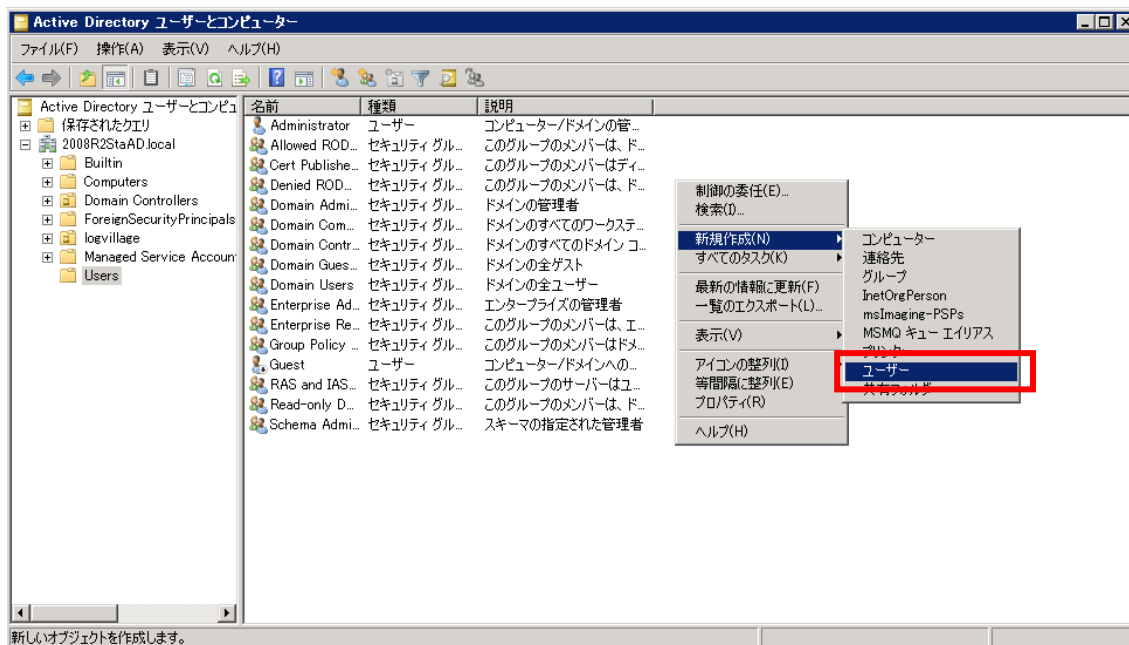 Active Directory ユーザーとコンピューター
ファイル(F) 操作(A) 表示(V) ヘルプ(H)
Active Directory ユーザーとコンピュ
保存されたクエリ
2008R2StaAD.local
Builtin
Computers
Domain Controllers
ForeignSecurityPrincipals
logvillage
Managed Service Accoun
Users
名前 種類 説明
Administrator ユーザー コンピューター/ドメインの管...
Allowed ROD... セキュリティ グル... このグループのメンバーは、ド...
Cert Publishe... セキュリティ グル... このグループのメンバーはディ...
Denied ROD... セキュリティ グル... このグループのメンバーは、ド...
Domain Admi... セキュリティ グル... ドメインの管理者
Domain Com... セキュリティ グル... ドメインのすべてのワークステ...
Domain Contr... セキュリティ グル... ドメインのすべてのドメイン コ...
Domain Gues... セキュリティ グル... ドメインの全ゲスト
Domain Users セキュリティ グル... ドメインの全ユーザー
Enterprise Ad... セキュリティ グル... エンタープライズの管理者
Enterprise Re... セキュリティ グル... このグループのメンバーは、エ...
Group Policy ... セキュリティ グル... このグループのメンバーはドメ...
Guest ユーザー コンピューター/ドメインへの...
RAS and IAS... セキュリティ グル... このグループのサーバーはユ...
Read-only D... セキュリティ グル... このグループのメンバーは、ド...
Schema Admi... セキュリティ グル... スキーマの指定された管理者
制御の委任(E)...
検索(I)...
新規作成(N)
すべてのタスク(K)
最新の情報に更新(F)
一覧のエクスポート(L)...
表示(V)
アイコンの整列(I)
等間隔に整列(E)
プロパティ(R)
ヘルプ(H)
コンピューター
連絡先
グループ
InetOrgPerson
msImaging-PSPs
MSMQ キュー エイリアス
プリンター
ユーザー
共有フォルダー
新しいオブジェクトを作成します。